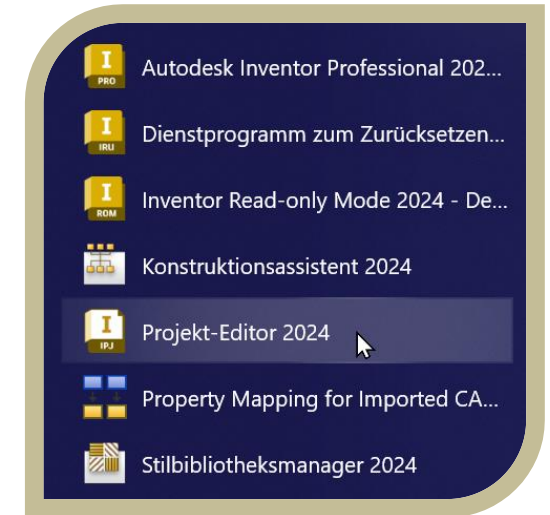 I
PRO
Autodesk Inventor Professional 202...
I
IRU
Dienstprogramm zum Zurücksetzen...
I
ROM
Inventor Read-only Mode 2024 - De...
Konstruktionsassistent 2024
I
IPJ
Projekt-Editor 2024
Property Mapping for Imported CA...
Stilbibliotheksmanager 2024